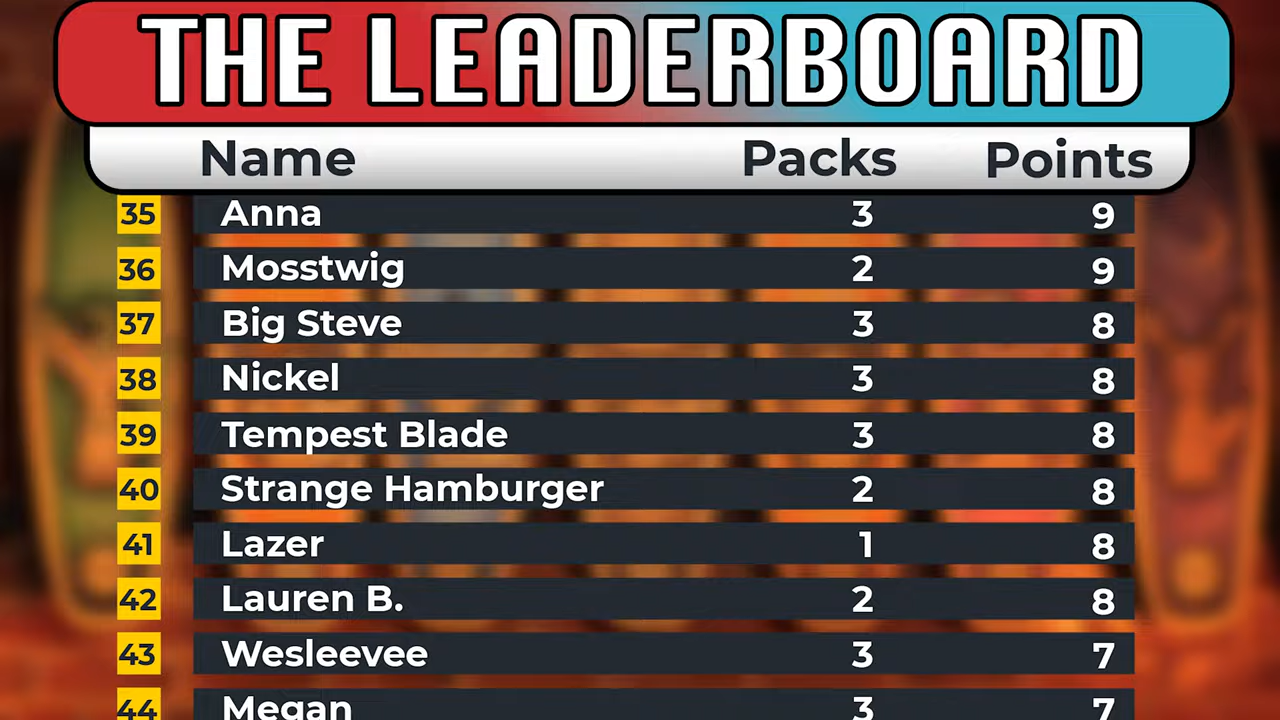 THE LEADERBOARD
Name Packs Points
35 Anna 3 9
36 Mosstwig 2 9
37 Big Steve 3 8
38 Nickel 3 8
39 Tempest Blade 3 8
40 Strange Hamburger 2 8
41 Lazer 1 8
42 Lauren B. 2 8
43 Wesleevee 3 7
44 Megan 3 7